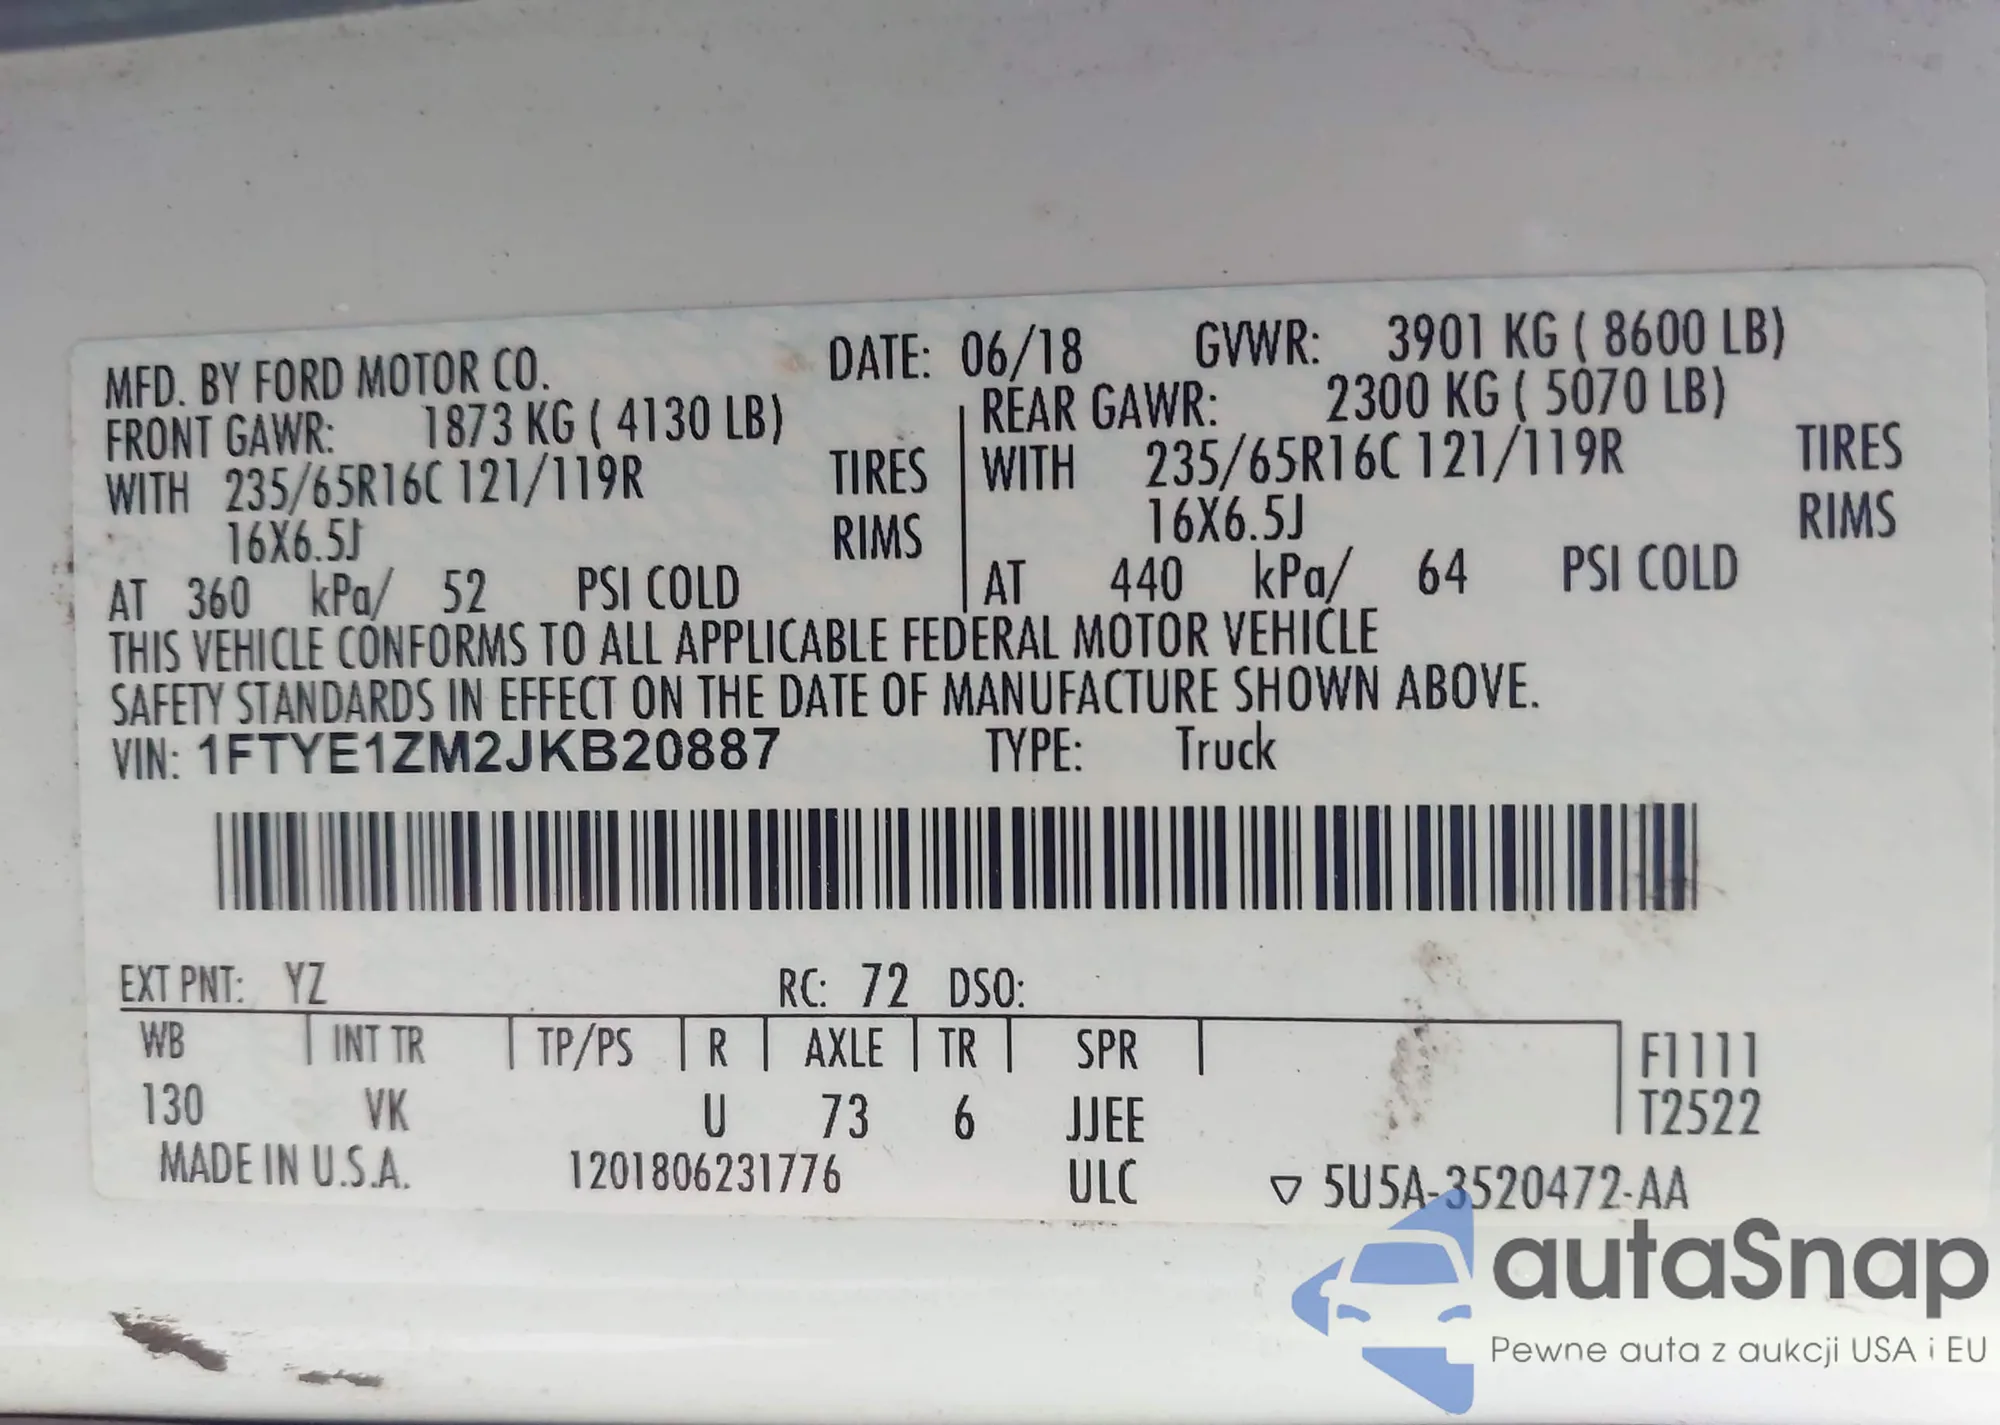 MFD. BY FORD MOTOR CO. DATE: 06/18 GVWR: 3901 KG ( 8600 LB)
FRONT GAWR: 1873 KG ( 4130 LB) REAR GAWR: 2300 KG ( 5070 LB)
WITH 235/65R16C 121/119R TIRES WITH 235/65R16C 121/119R TIRES
16X6.5J RIMS 16X6.5J RIMS
AT 360 kPa/ 52 PSI COLD AT 440 kPa/ 64 PSI COLD
THIS VEHICLE CONFORMS TO ALL APPLICABLE FEDERAL MOTOR VEHICLE
SAFETY STANDARDS IN EFFECT ON THE DATE OF MANUFACTURE SHOWN ABOVE.
VIN: 1FTYE1ZM2JKB20887 TYPE: Truck
EXT PNT: YZ RC: 72 DSO:
WB INT TR TP/PS R AXLE TR SPR F1111
130 VK U 73 6 JJEE T2522
MADE IN U.S.A. 1201806231776 ULC ▽ 5U5A-3520472-AA
autaSnap
Pewne auta z aukcji USA i EU